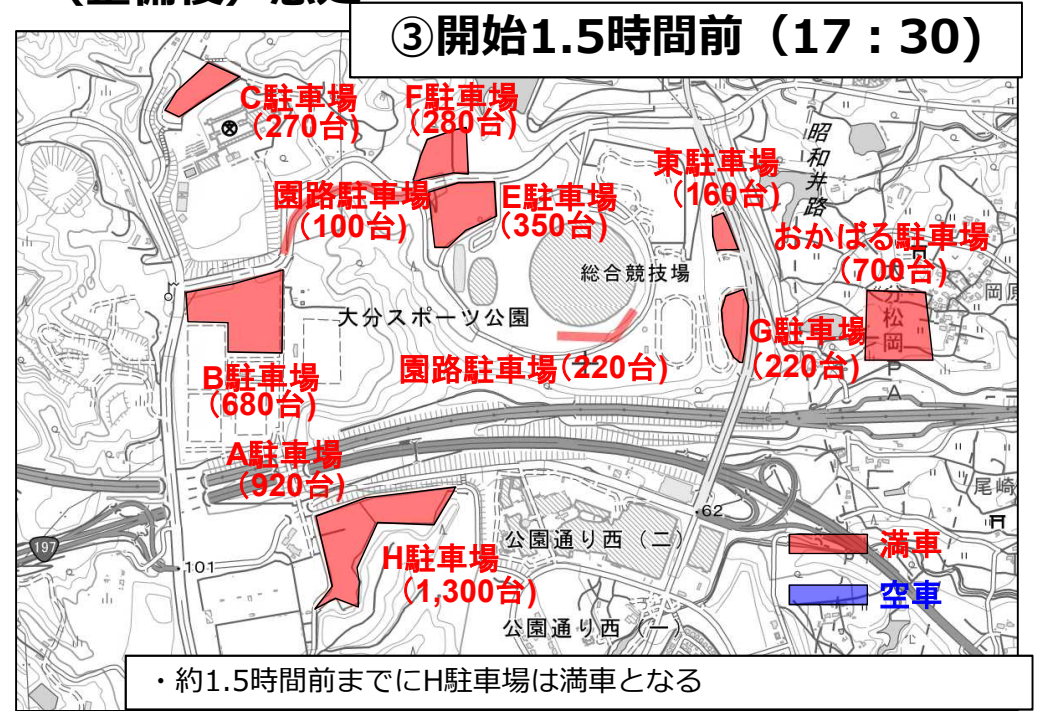 ③開始1.5時間前（17：30）
C駐車場
（270台）
F駐車場
（280台）
昭和井路
東駐車場
（160台）
園路駐車場
（100台）
E駐車場
（350台）
おかばる駐車場
（700台）
総合競技場
大分スポーツ公園
松岡PA
G駐車場
（220台）
園路駐車場（220台）
B駐車場
（680台）
A駐車場
（920台）
尾崎
62
197
101
公園通り西（二）
H駐車場
（1,300台）
満車
空車
公園通り西（一）
・約1.5時間前までにH駐車場は満車となる